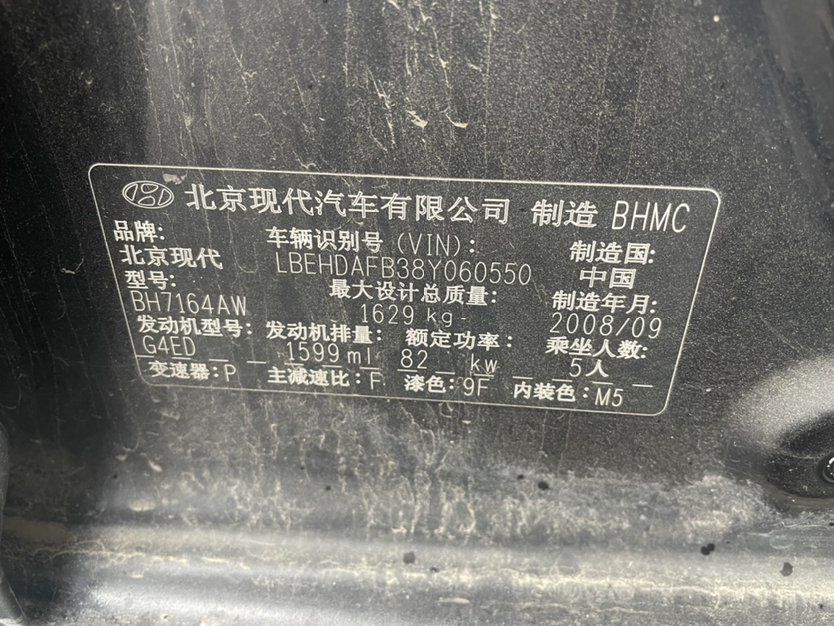 北京现代汽车有限公司 制造 BHMC
品牌: 车辆识别号 (VIN): 制造国:
北京现代 LBEHDAFB38Y060550 中国
型号: 最大设计总质量: 制造年月:
BH7164AW 1629 kg 2008/09
发动机型号: 发动机排量: 额定功率: 乘坐人数:
G4ED 1599 ml 82 kw 5人
变速器: P 主减速比: F 漆色: 9F 内装色: M5